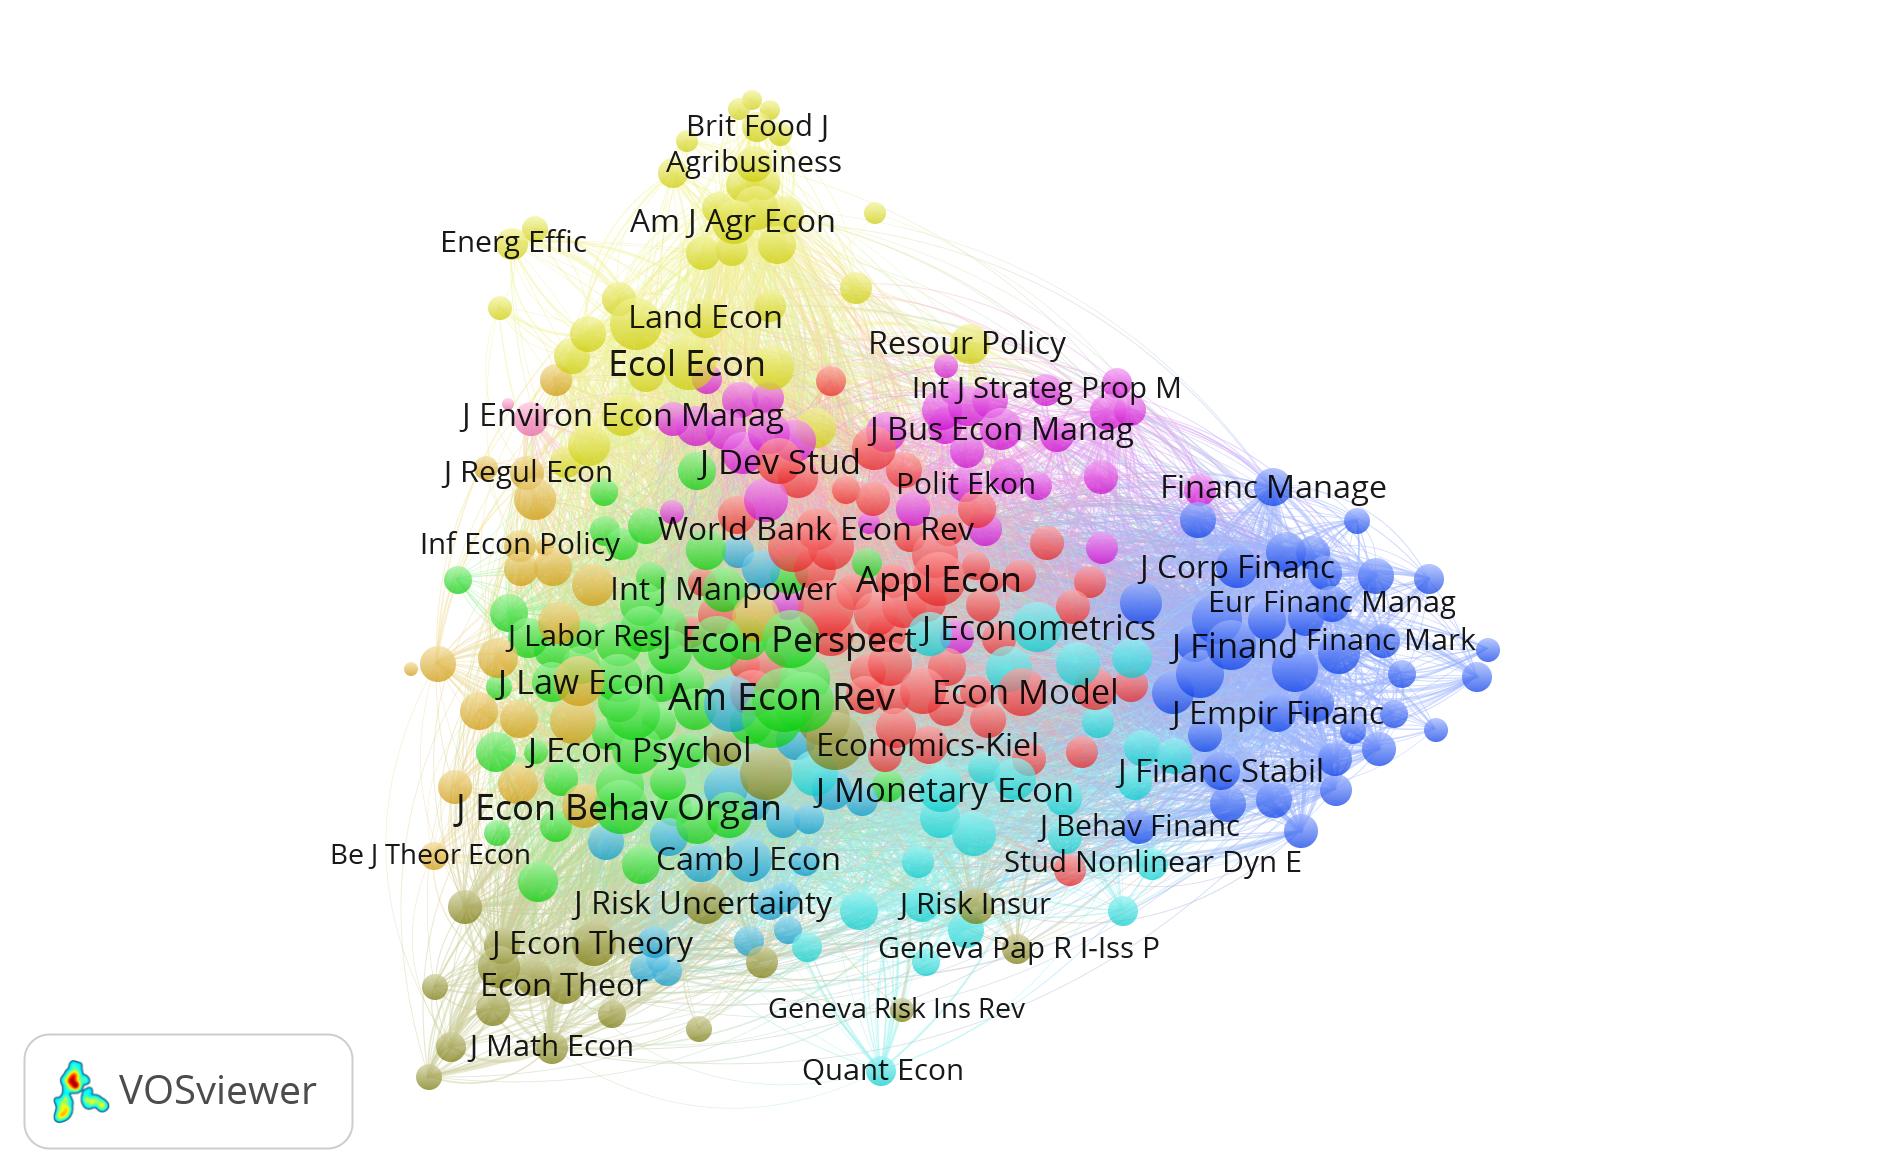 Brit Food J
Agribusiness
Am J Agr Econ
Energ Effic
Land Econ
Resour Policy
Ecol Econ
Int J Strateg Prop M
J Environ Econ Manag
J Bus Econ Manag
J Dev Stud
J Regul Econ
Polit Ekon
Financ Manage
World Bank Econ Rev
Inf Econ Policy
J Corp Financ
Appl Econ
Int J Manpower
Eur Financ Manag
J Econometrics
J Labor Res
J Econ Perspect
J Financ
J Financ Mark
J Law Econ
Am Econ Rev
Econ Model
J Empir Financ
Economics-Kiel
J Econ Psychol
J Financ Stabil
J Monetary Econ
J Econ Behav Organ
J Behav Financ
Be J Theor Econ
Camb J Econ
Stud Nonlinear Dyn E
J Risk Uncertainty
J Risk Insur
J Econ Theory
Geneva Pap R I-Iss P
Econ Theor
Geneva Risk Ins Rev
J Math Econ
Quant Econ
VOSviewer